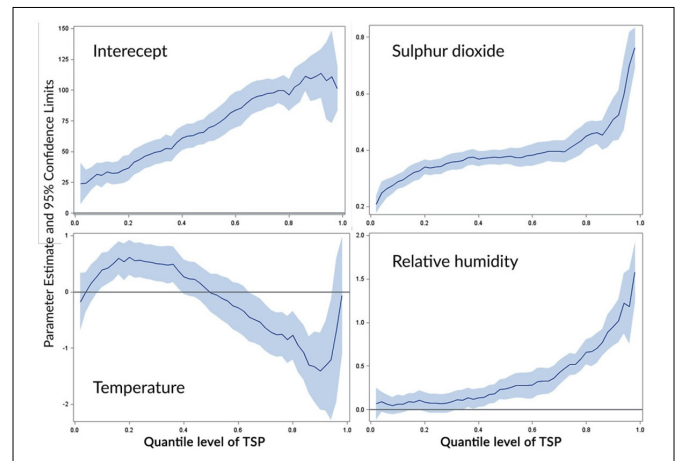 Parameter Estimate and 95% Confidence Limits
Interecept
150
125
100
75
50
25
0
0.0 0.2 0.4 0.6 0.8 1.0
Sulphur dioxide
0.8
0.6
0.4
0.2
0.0 0.2 0.4 0.6 0.8 1.0
Temperature
1
0
-1
-2
0.0 0.2 0.4 0.6 0.8 1.0
Quantile level of TSP
Relative humidity
2.0
1.5
1.0
0.5
0.0
0.0 0.2 0.4 0.6 0.8 1.0
Quantile level of TSP